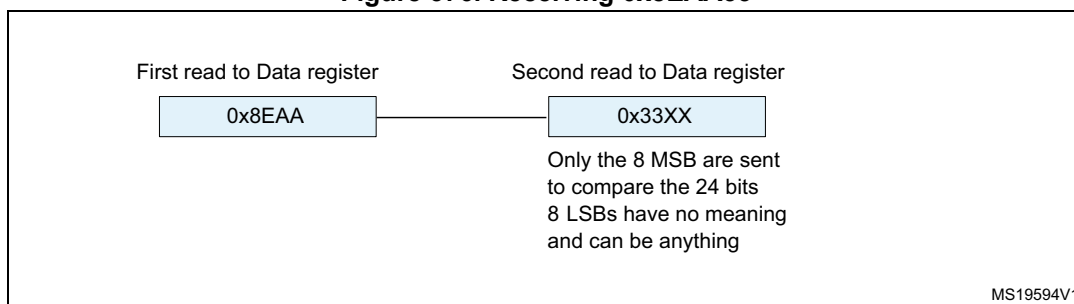 First read to Data register
Second read to Data register
0x8EAA
0x33XX
Only the 8 MSB are sent
to compare the 24 bits
8 LSBs have no meaning
and can be anything
MS19594V1